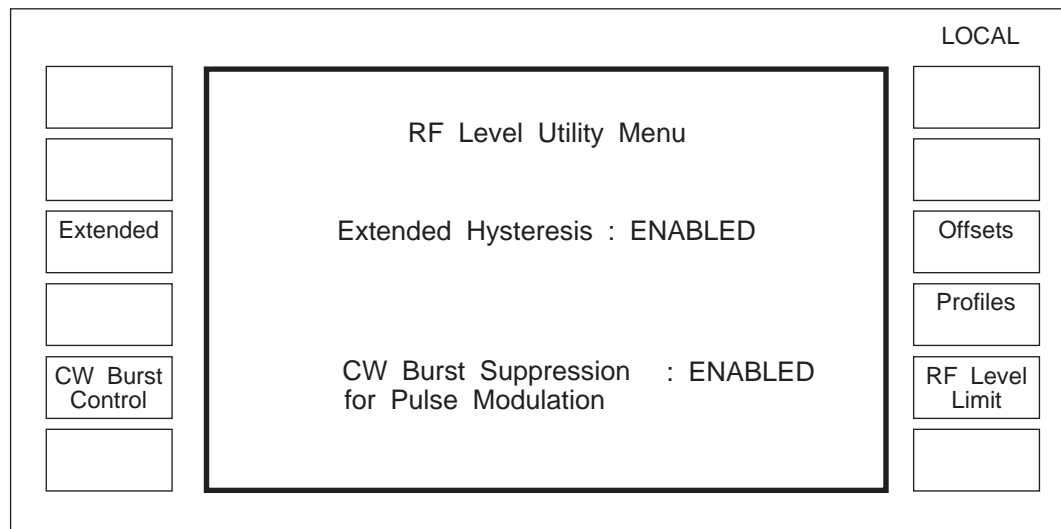 LOCAL
RF Level Utility Menu
Extended
Extended Hysteresis : ENABLED
Offsets
Profiles
CW Burst
Control
CW Burst Suppression : ENABLED
for Pulse Modulation
RF Level
Limit